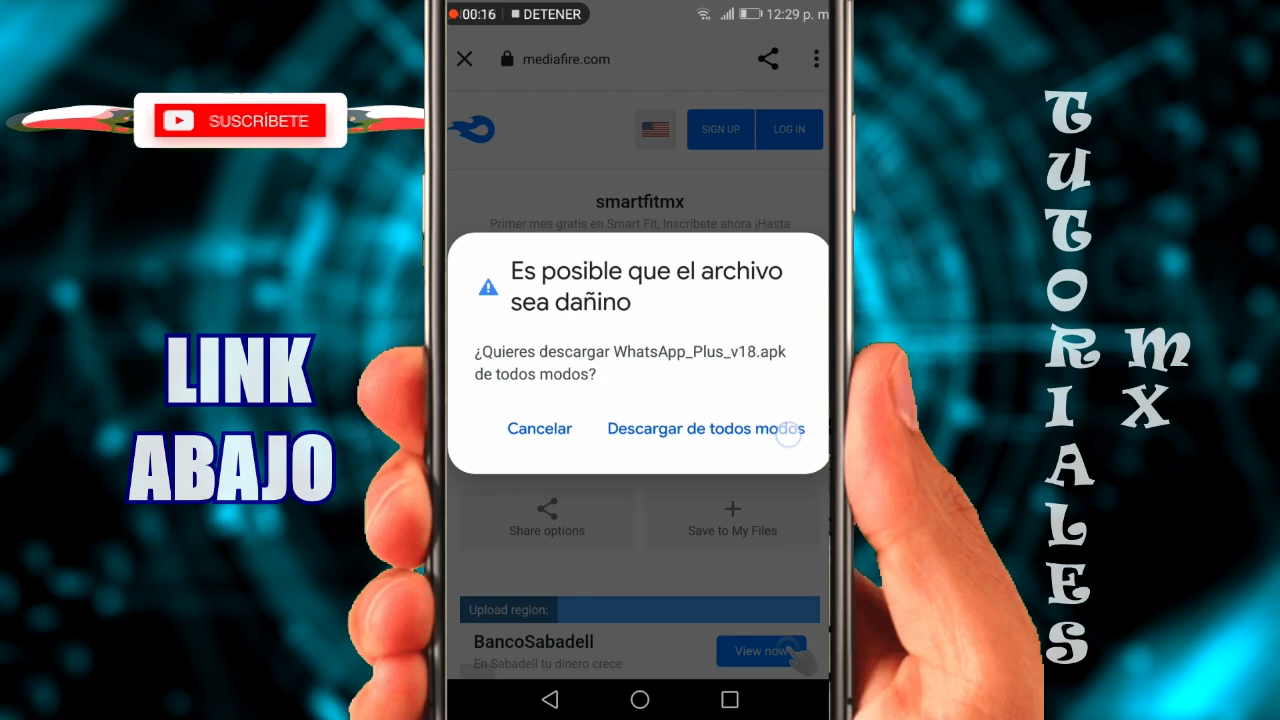 00:16 DETENER
12:29 p. m
mediafire.com
SUSCRÍBETE
SIGN UP
LOG IN
smartfitmx
Primer mes gratis en Smart Fit, Inscríbete ahora ¡Hasta
Es posible que el archivo
sea dañino
¿Quieres descargar WhatsApp_Plus_v18.apk
de todos modos?
Cancelar
Descargar de todos modos
Share options
Save to My Files
Upload region:
BancoSabadell
En Sabadell tu dinero crece
View now
LINK
ABAJO
TUTORIALES
MX